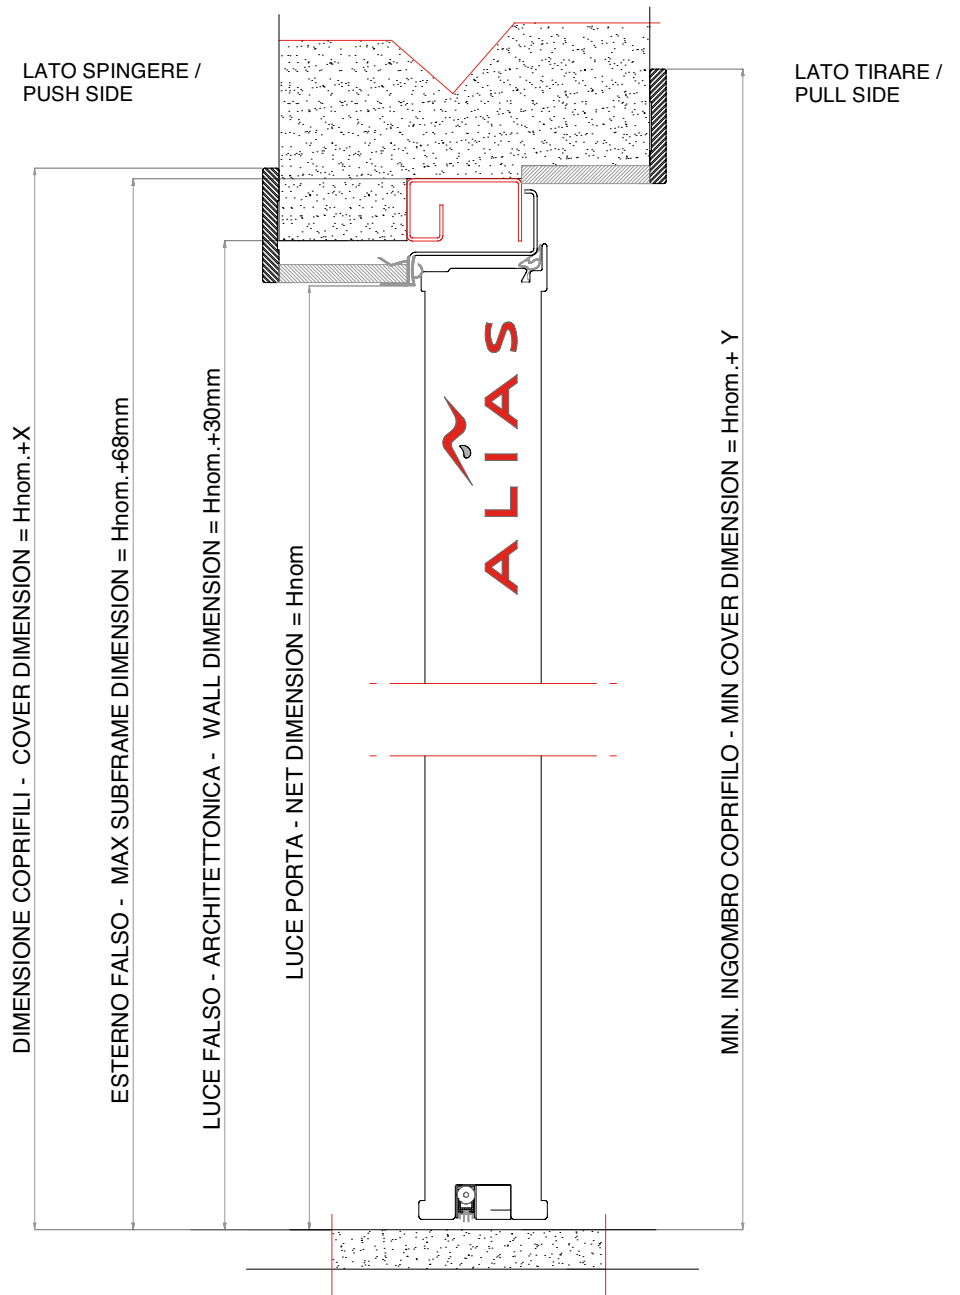 LATO SPINGERE /
PUSH SIDE
LATO TIRARE /
PULL SIDE
DIMENSIONE COPRIFILI - COVER DIMENSION = Hnom.+X
ESTERNO FALSO - MAX SUBFRAME DIMENSION = Hnom.+68mm
LUCE FALSO - ARCHITETTONICA - WALL DIMENSION = Hnom.+30mm
LUCE PORTA - NET DIMENSION = Hnom
ALIAS
MIN. INGOMBRO COPRIFILO - MIN COVER DIMENSION = Hnom.+ Y